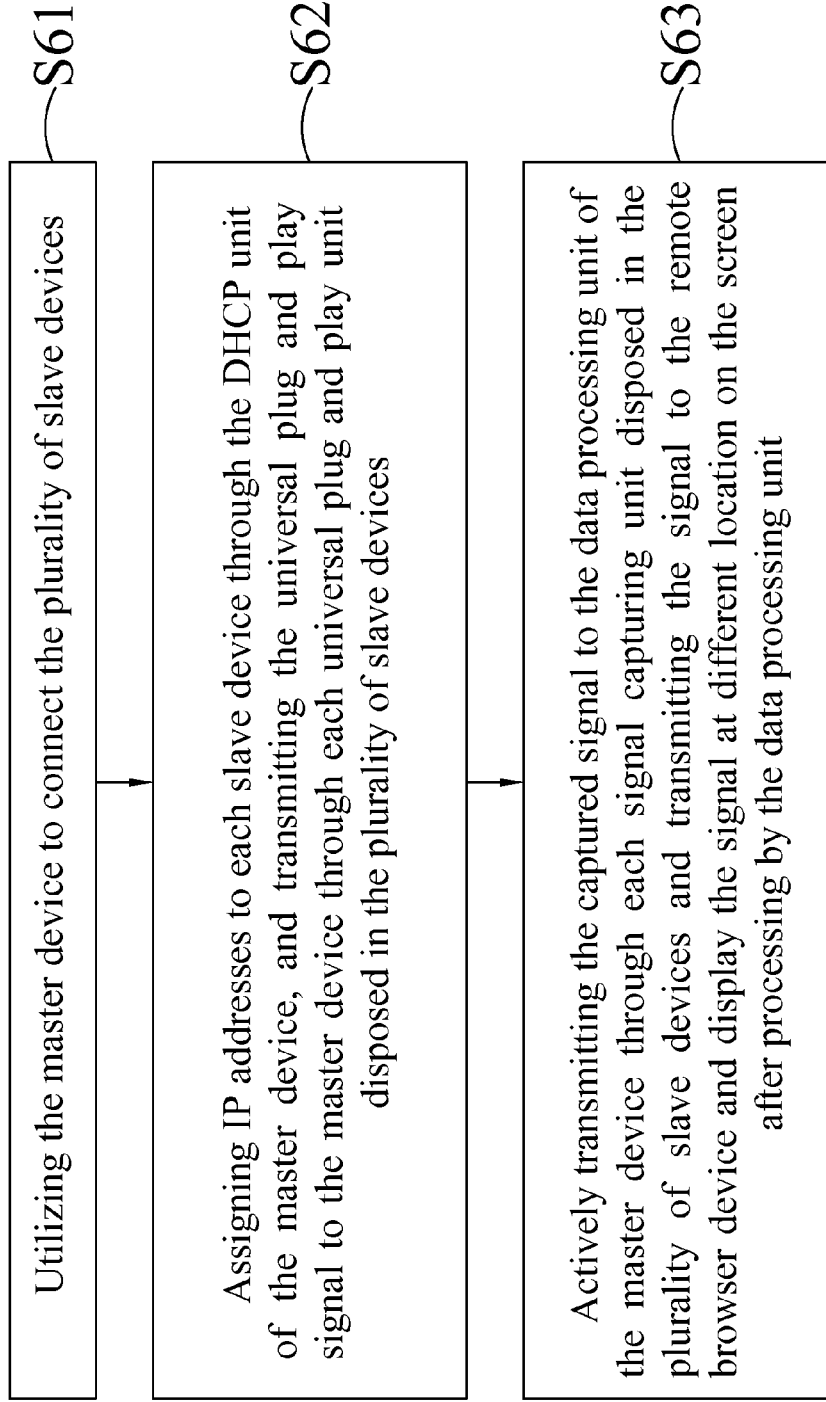 Utilizing the master device to connect the plurality of slave devices
S61
Assigning IP addresses to each slave device through the DHCP unit
of the master device, and transmitting the universal plug and play
signal to the master device through each universal plug and play unit
disposed in the plurality of slave devices
S62
Actively transmitting the captured signal to the data processing unit of
the master device through each signal capturing unit disposed in the
plurality of slave devices and transmitting the signal to the remote
browser device and display the signal at different location on the screen
after processing by the data processing unit
S63